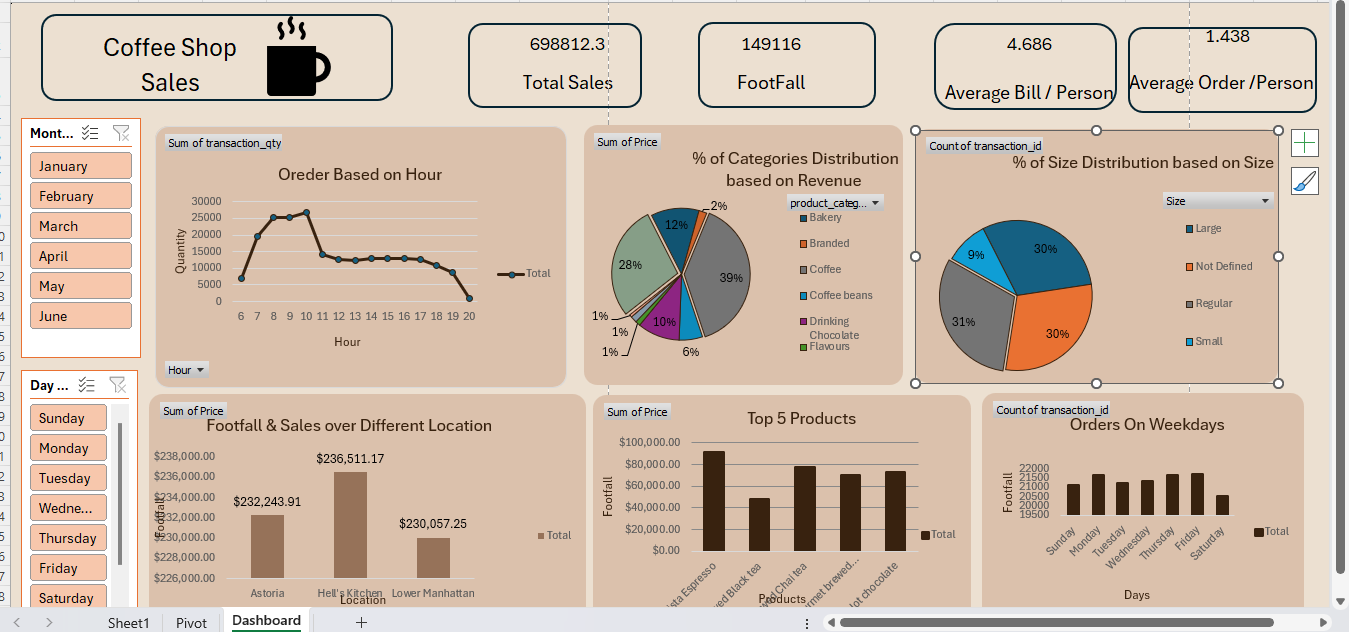 Coffee Shop
Sales
698812.3
Total Sales
149116
FootFall
4.686
Average Bill / Person
1.438
Average Order /Person
Mont...
January
February
March
April
May
June
Day ...
Sunday
Monday
Tuesday
Wedne...
Thursday
Friday
Saturday
Sum of transaction_qty
Oreder Based on Hour
30000
25000
20000
15000
10000
5000
0
Quantity
6 7 8 9 10 11 12 13 14 15 16 17 18 19 20
Hour
Total
Hour
Sum of Price
% of Categories Distribution
based on Revenue
product_categ...
Bakery
Branded
Coffee
Coffee beans
Drinking
Chocolate
Flavours
12%
2%
39%
6%
10%
1%
1%
1%
28%
Count of transaction_id
% of Size Distribution based on Size
Size
Large
Not Defined
Regular
Small
30%
30%
31%
9%
Sum of Price
Footfall & Sales over Different Location
$238,000.00
$236,000.00
$234,000.00
$232,000.00
$230,000.00
$228,000.00
$226,000.00
Footfall
$232,243.91
$236,511.17
$230,057.25
Astoria
Hell's Kitchen
Lower Manhattan
Location
Total
Sum of Price
Top 5 Products
$100,000.00
$80,000.00
$60,000.00
$40,000.00
$20,000.00
$0.00
Footfall
Espresso
Black tea
Chai tea
brewed...
chocolate
Products
Total
Count of transaction_id
Orders On Weekdays
22000
21500
21000
20500
20000
19500
Footfall
Sunday
Monday
Tuesday
Wednesday
Thursday
Friday
Saturday
Days
Total
Sheet1
Pivot
Dashboard